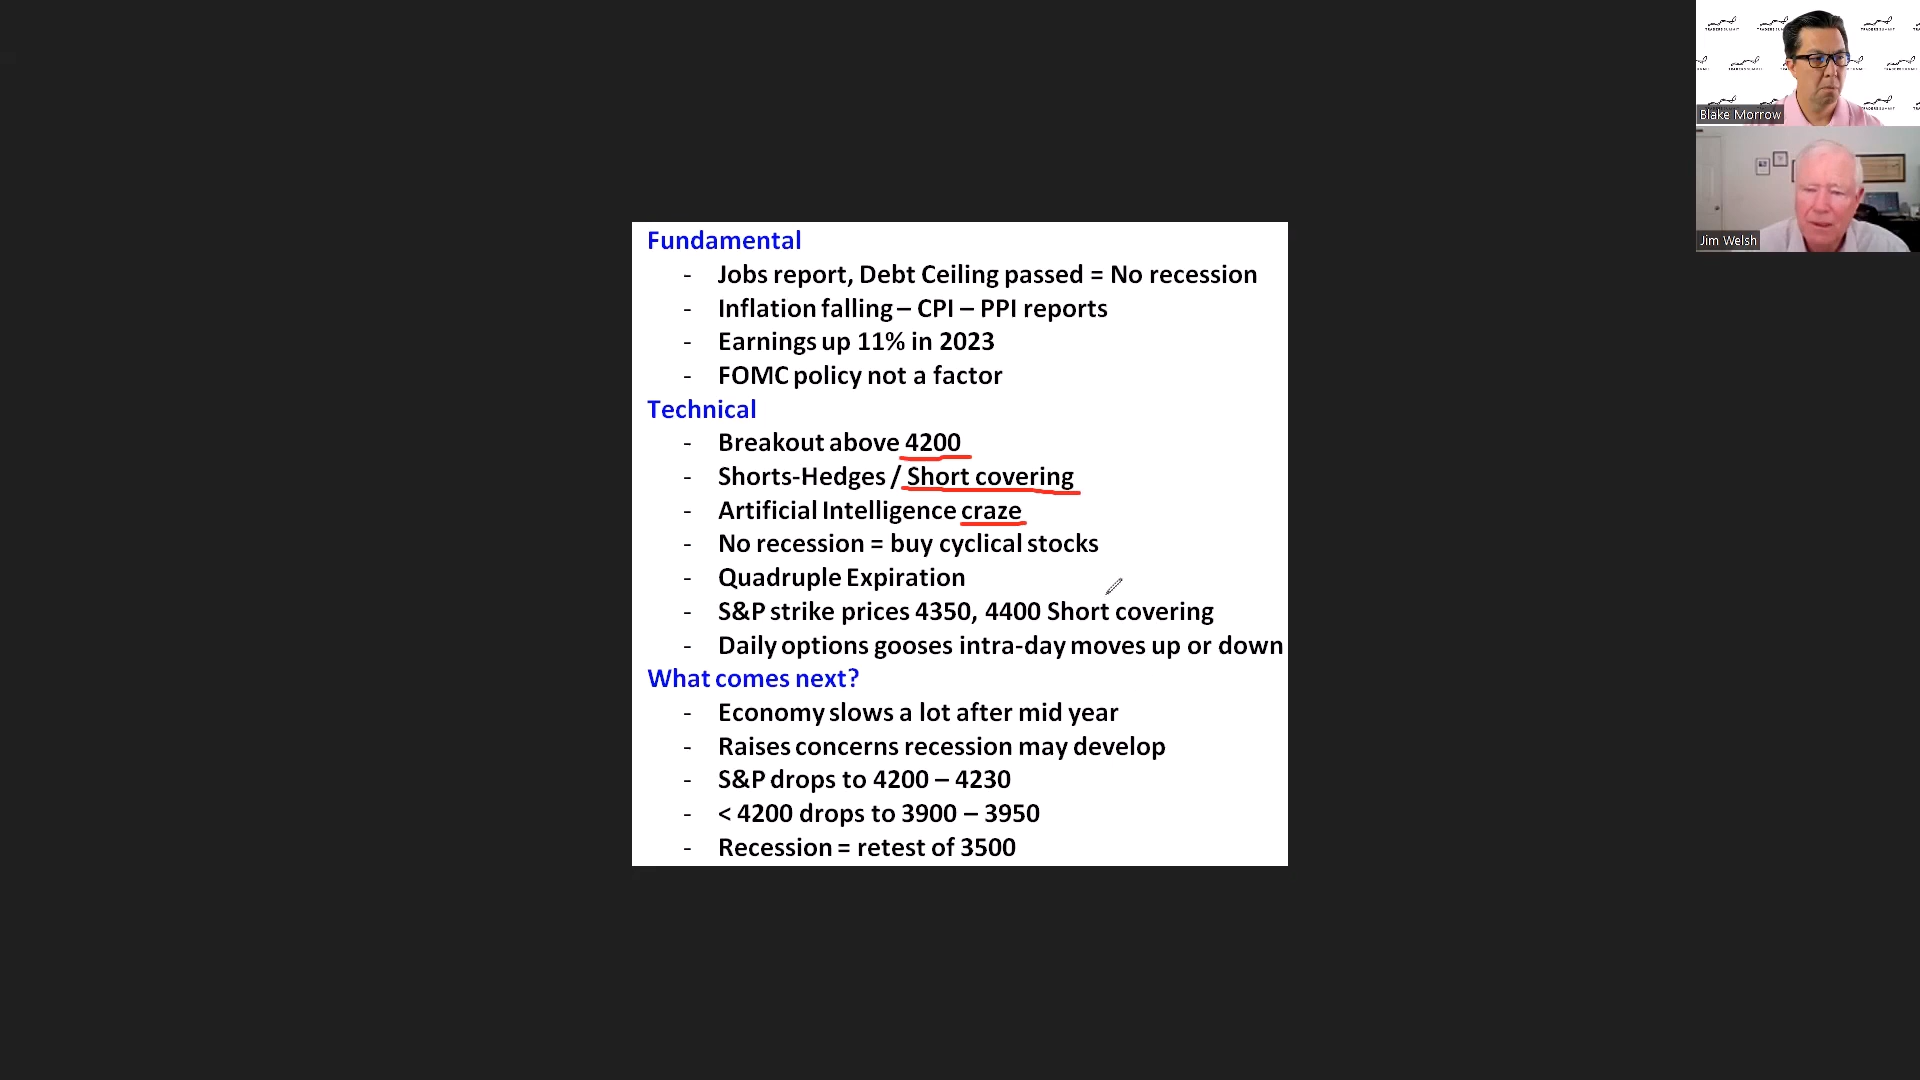 TRADERSSUMMIT
Blake Morrow
Jim Welsh
Fundamental
- Jobs report, Debt Ceiling passed = No recession
- Inflation falling – CPI – PPI reports
- Earnings up 11% in 2023
- FOMC policy not a factor
Technical
- Breakout above 4200
- Shorts-Hedges / Short covering
- Artificial Intelligence craze
- No recession = buy cyclical stocks
- Quadruple Expiration
- S&P strike prices 4350, 4400 Short covering
- Daily options gooses intra-day moves up or down
What comes next?
- Economy slows a lot after mid year
- Raises concerns recession may develop
- S&P drops to 4200 – 4230
- < 4200 drops to 3900 – 3950
- Recession = retest of 3500